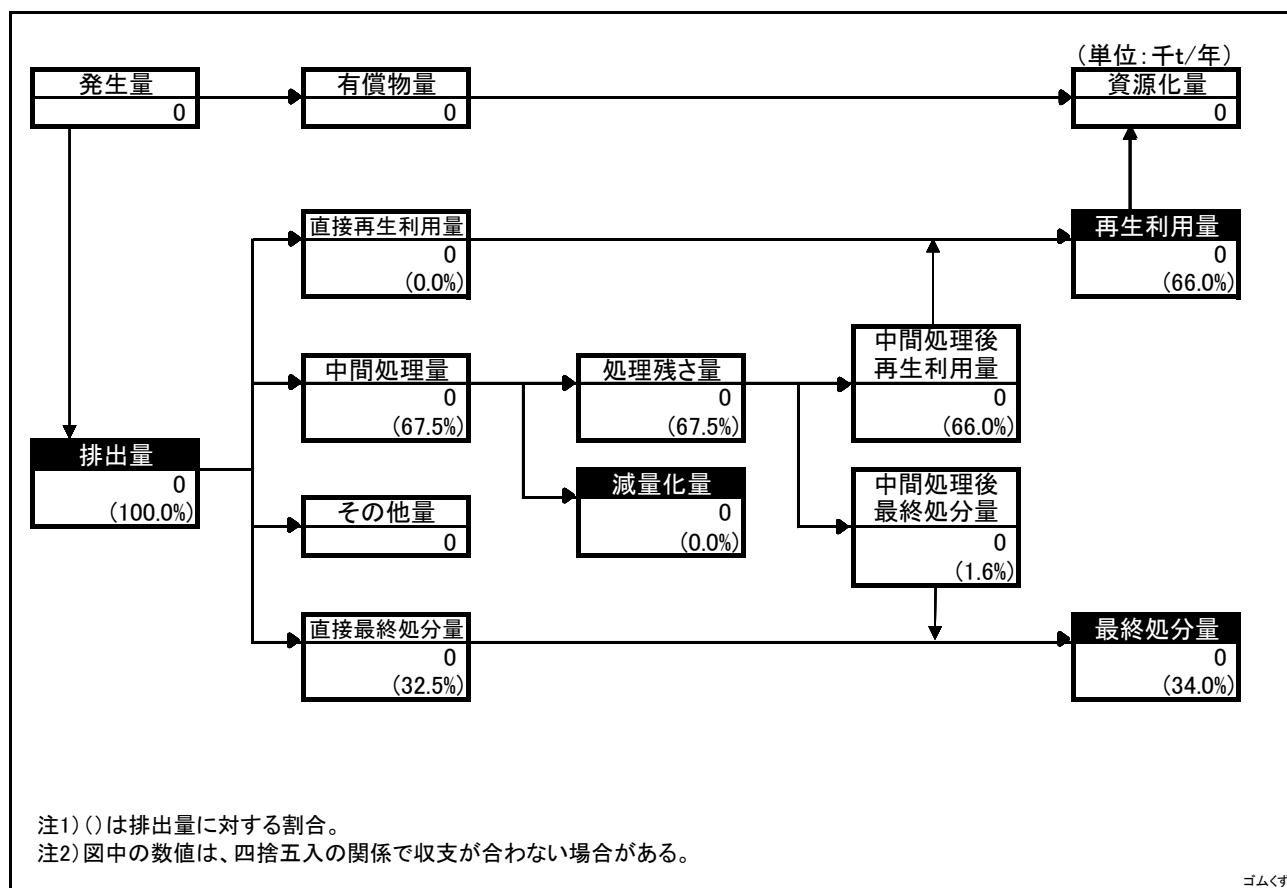 (単位:千t/年)
発生量
0
有償物量
0
資源化量
0
直接再生利用量
0
(0.0%)
再生利用量
0
(66.0%)
中間処理量
0
(67.5%)
処理残さ量
0
(67.5%)
中間処理後
再生利用量
0
(66.0%)
排出量
0
(100.0%)
減量化量
0
(0.0%)
中間処理後
最終処分量
0
(1.6%)
その他量
0
直接最終処分量
0
(32.5%)
最終処分量
0
(34.0%)
注1)()は排出量に対する割合。
注2)図中の数値は、四捨五入の関係で収支が合わない場合がある。
ゴムくず